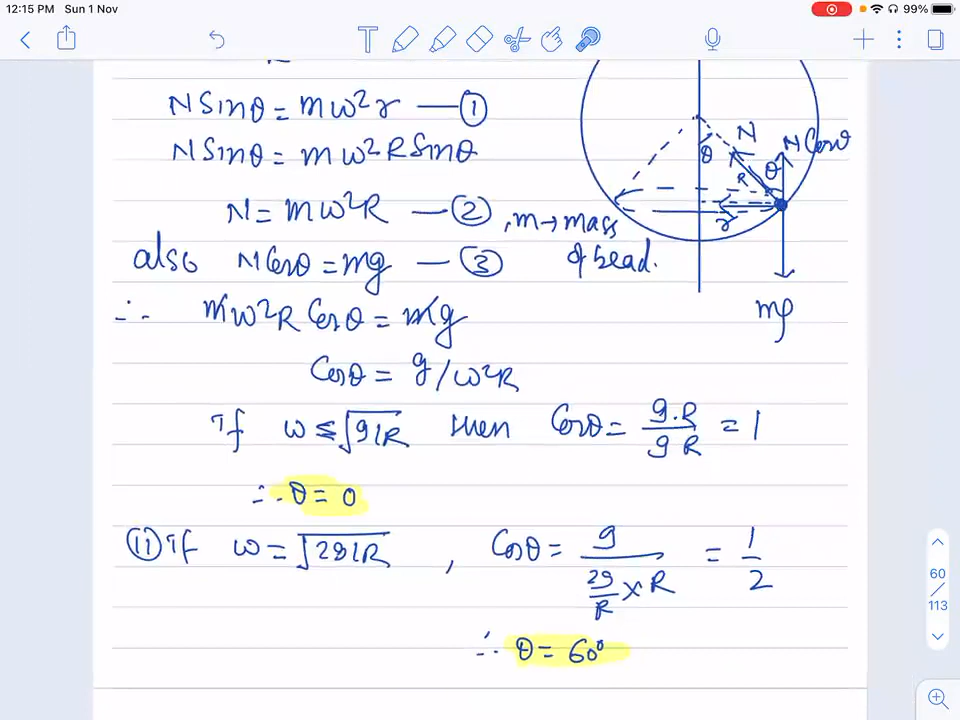 12:15 PM Sun 1 Nov
99%
N Sinθ = mω²r —①
N Sinθ = mω²R Sinθ
N = mω²R —② , m→mass of bead.
also N Cosθ = mg —③
∴ mω²R Cosθ = mg
Cosθ = g/ω²R
If ω ≤ √g/R then Cosθ = g.R / g R = 1
∴ θ = 0
(ii) If ω = √2g/R , Cosθ = g / (2g/R × R) = 1/2
∴ θ = 60°
N
N Cosθ
θ
θ
R
r
mg
60
/
113